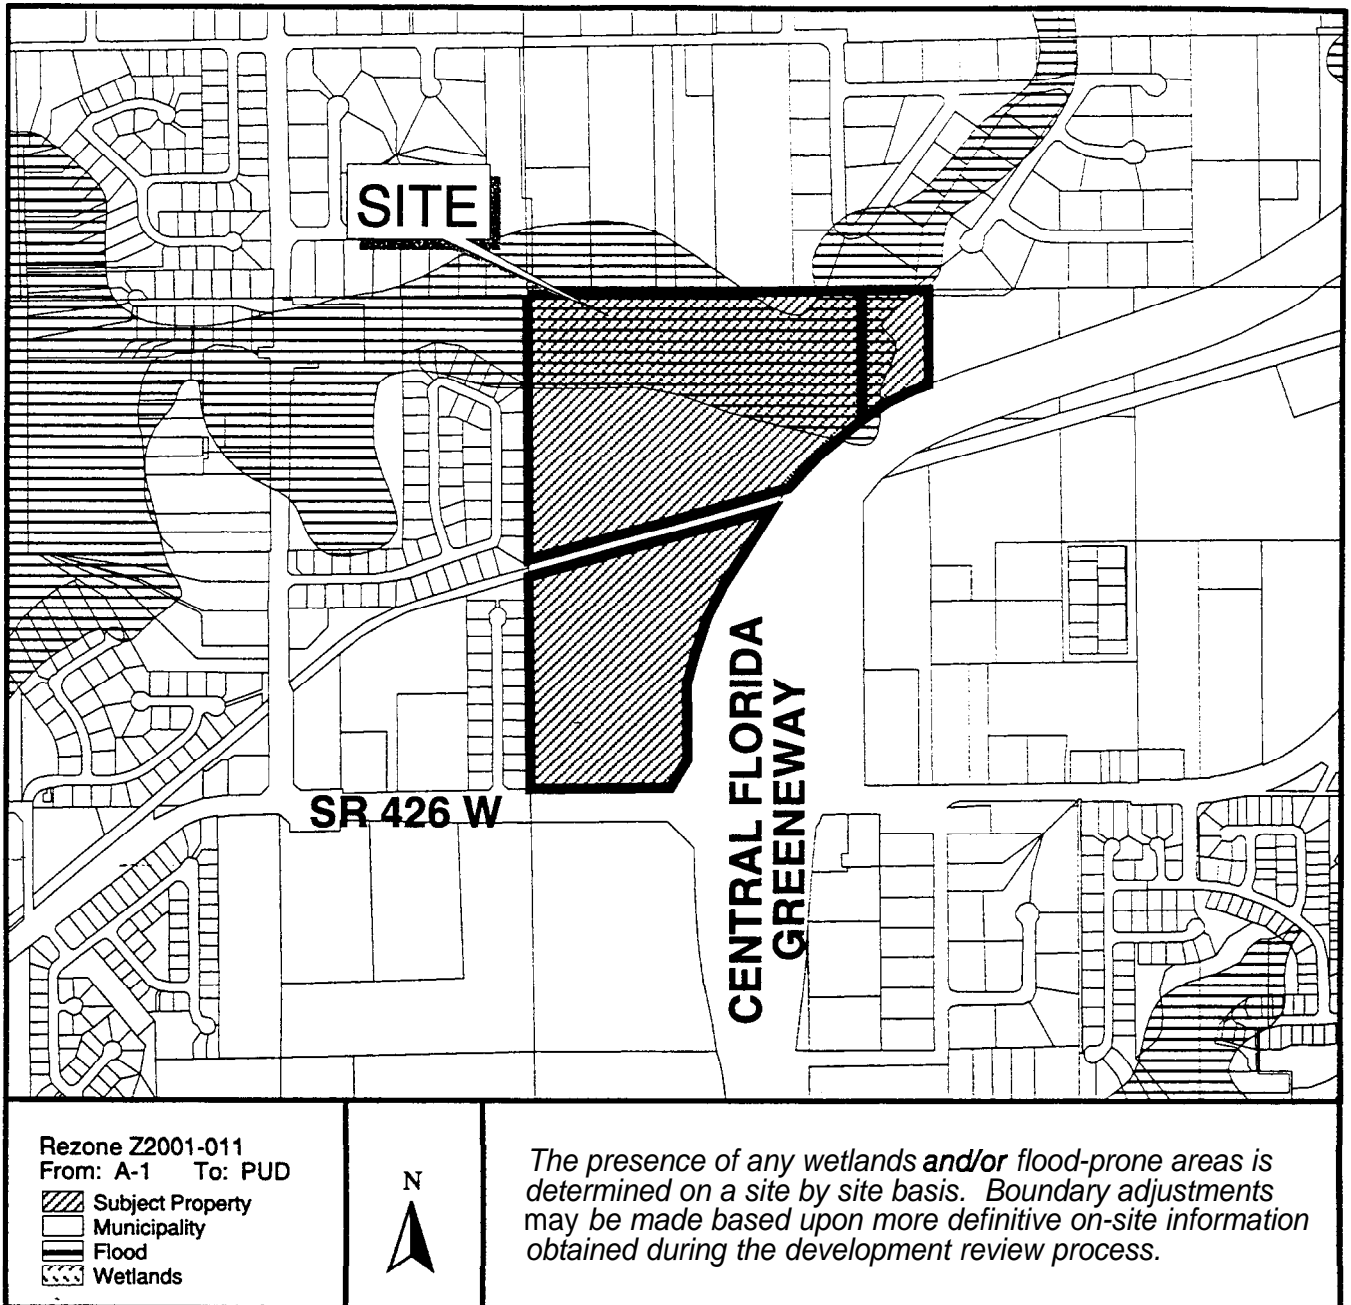 SITE
SR 426 W
CENTRAL FLORIDA
GREENEWAY
Rezone Z2001-011
From: A-1 To: PUD
Subject Property
Municipality
Flood
Wetlands
N
The presence of any wetlands and/or flood-prone areas is
determined on a site by site basis. Boundary adjustments
may be made based upon more definitive on-site information
obtained during the development review process.